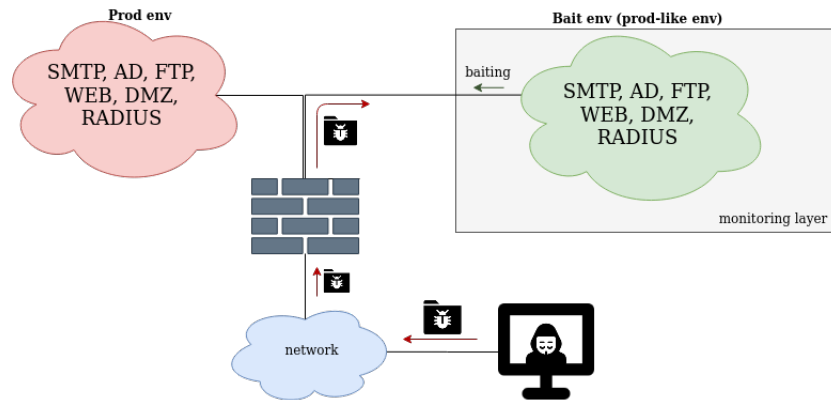 Prod env
SMTP, AD, FTP,
WEB, DMZ,
RADIUS
Bait env (prod-like env)
baiting
SMTP, AD, FTP,
WEB, DMZ,
RADIUS
monitoring layer
network